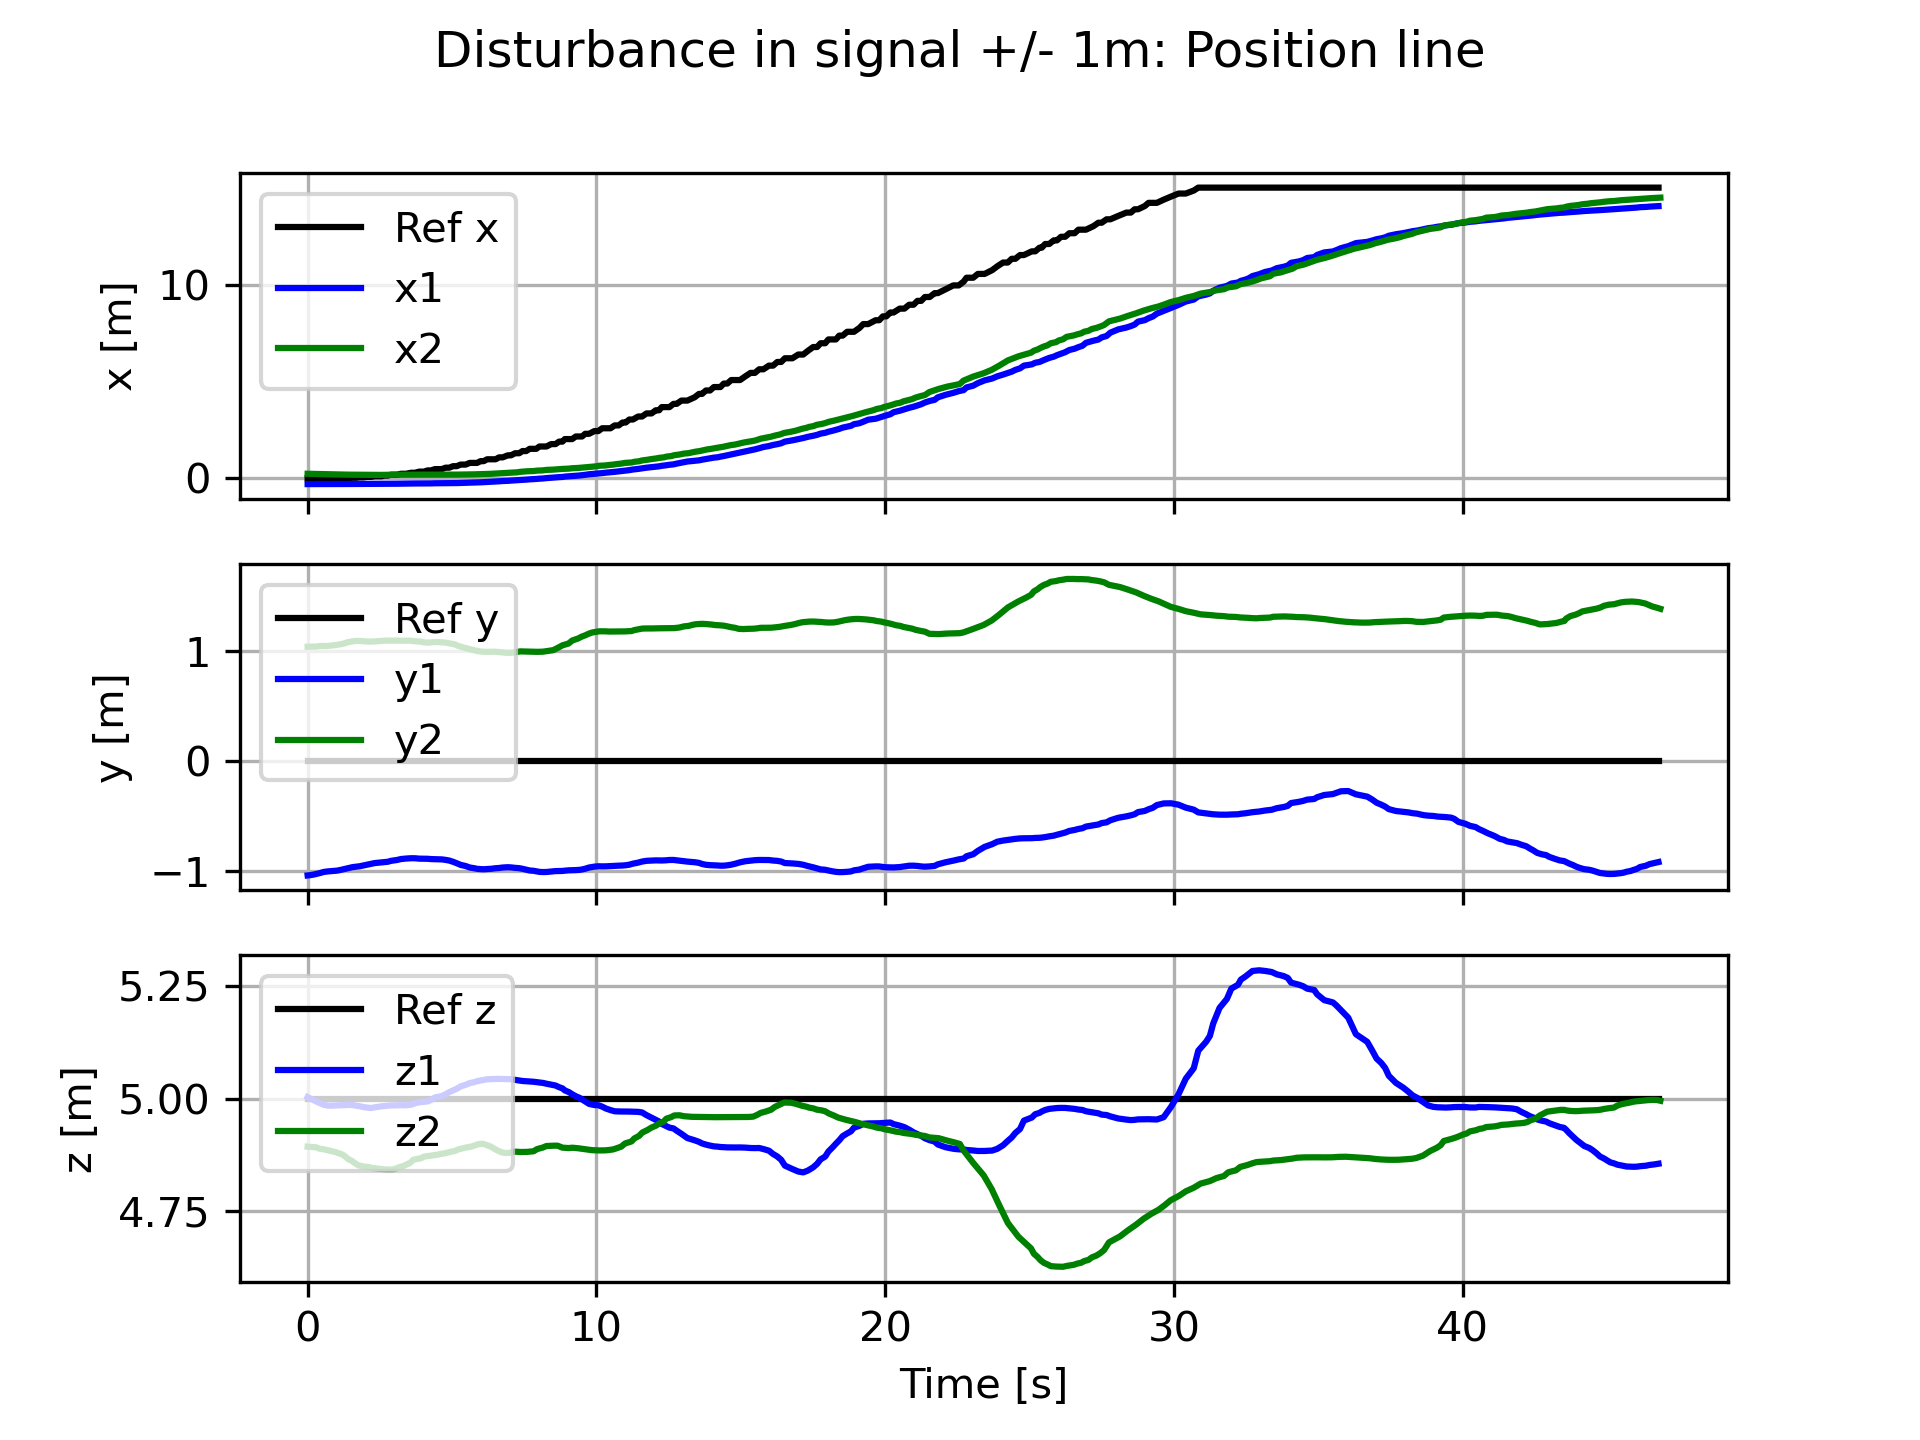 Disturbance in signal +/- 1m: Position line
x [m]
10
0
Ref x
x1
x2
y [m]
1
0
−1
Ref y
y1
y2
z [m]
5.25
5.00
4.75
Ref z
z1
z2
0 10 20 30 40
Time [s]